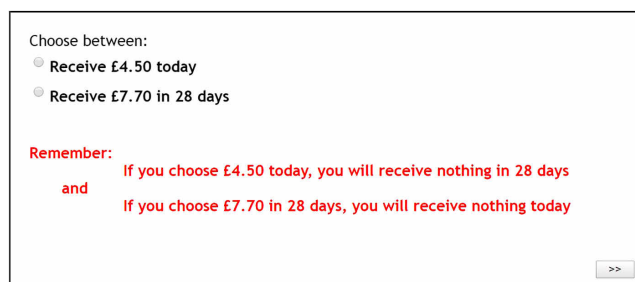 Choose between:
Receive £4.50 today
Receive £7.70 in 28 days
Remember:
If you choose £4.50 today, you will receive nothing in 28 days
and
If you choose £7.70 in 28 days, you will receive nothing today
>>